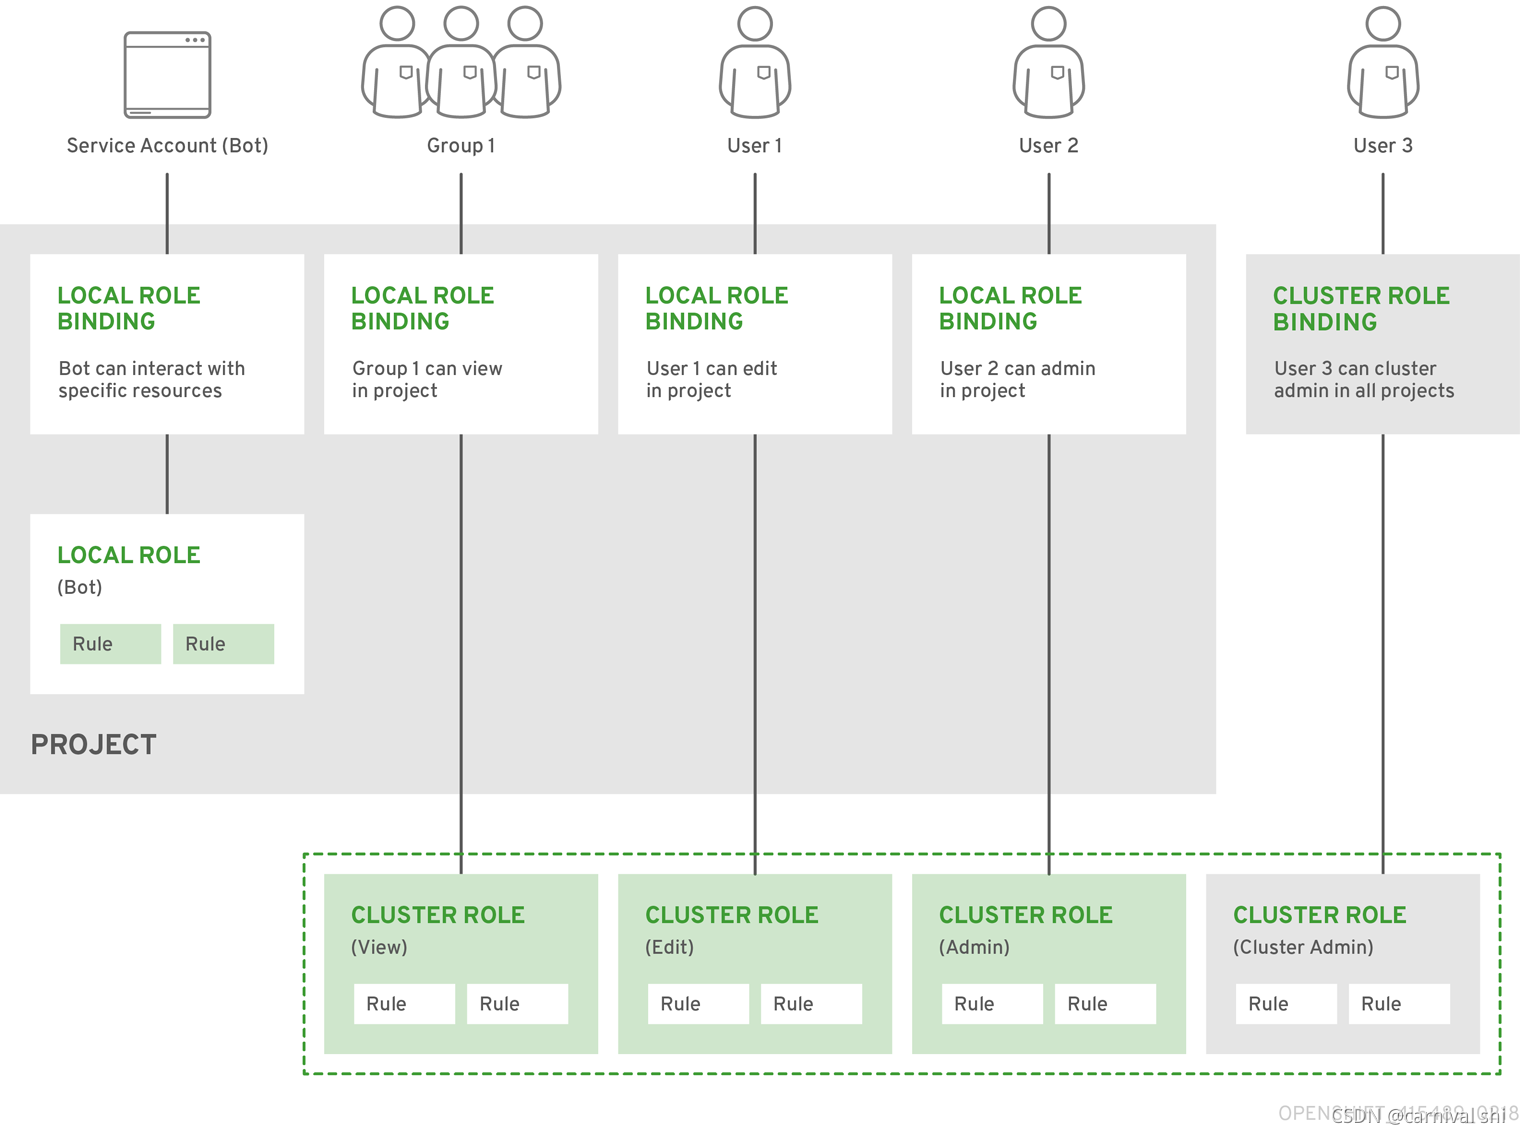 Service Account (Bot)
Group 1
User 1
User 2
User 3
LOCAL ROLE
BINDING
Bot can interact with
specific resources
LOCAL ROLE
BINDING
Group 1 can view
in project
LOCAL ROLE
BINDING
User 1 can edit
in project
LOCAL ROLE
BINDING
User 2 can admin
in project
CLUSTER ROLE
BINDING
User 3 can cluster
admin in all projects
LOCAL ROLE
(Bot)
Rule
Rule
PROJECT
CLUSTER ROLE
(View)
Rule
Rule
CLUSTER ROLE
(Edit)
Rule
Rule
CLUSTER ROLE
(Admin)
Rule
Rule
CLUSTER ROLE
(Cluster Admin)
Rule
Rule
CSDN @carnival.shi